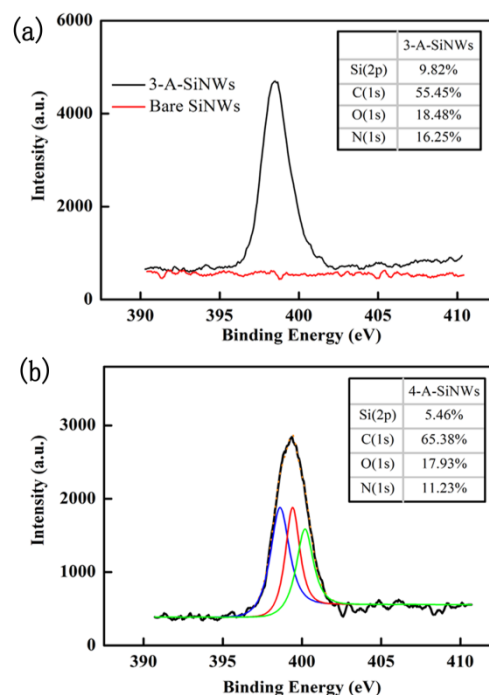 (a)
6000
4000
2000
0
Intensity (a.u.)
3-A-SiNWs
Bare SiNWs
3-A-SiNWs
Si(2p) 9.82%
C(1s) 55.45%
O(1s) 18.48%
N(1s) 16.25%
390 395 400 405 410
Binding Energy (eV)
(b)
3000
2000
1000
0
Intensity (a.u.)
4-A-SiNWs
Si(2p) 5.46%
C(1s) 65.38%
O(1s) 17.93%
N(1s) 11.23%
390 395 400 405 410
Binding Energy (eV)